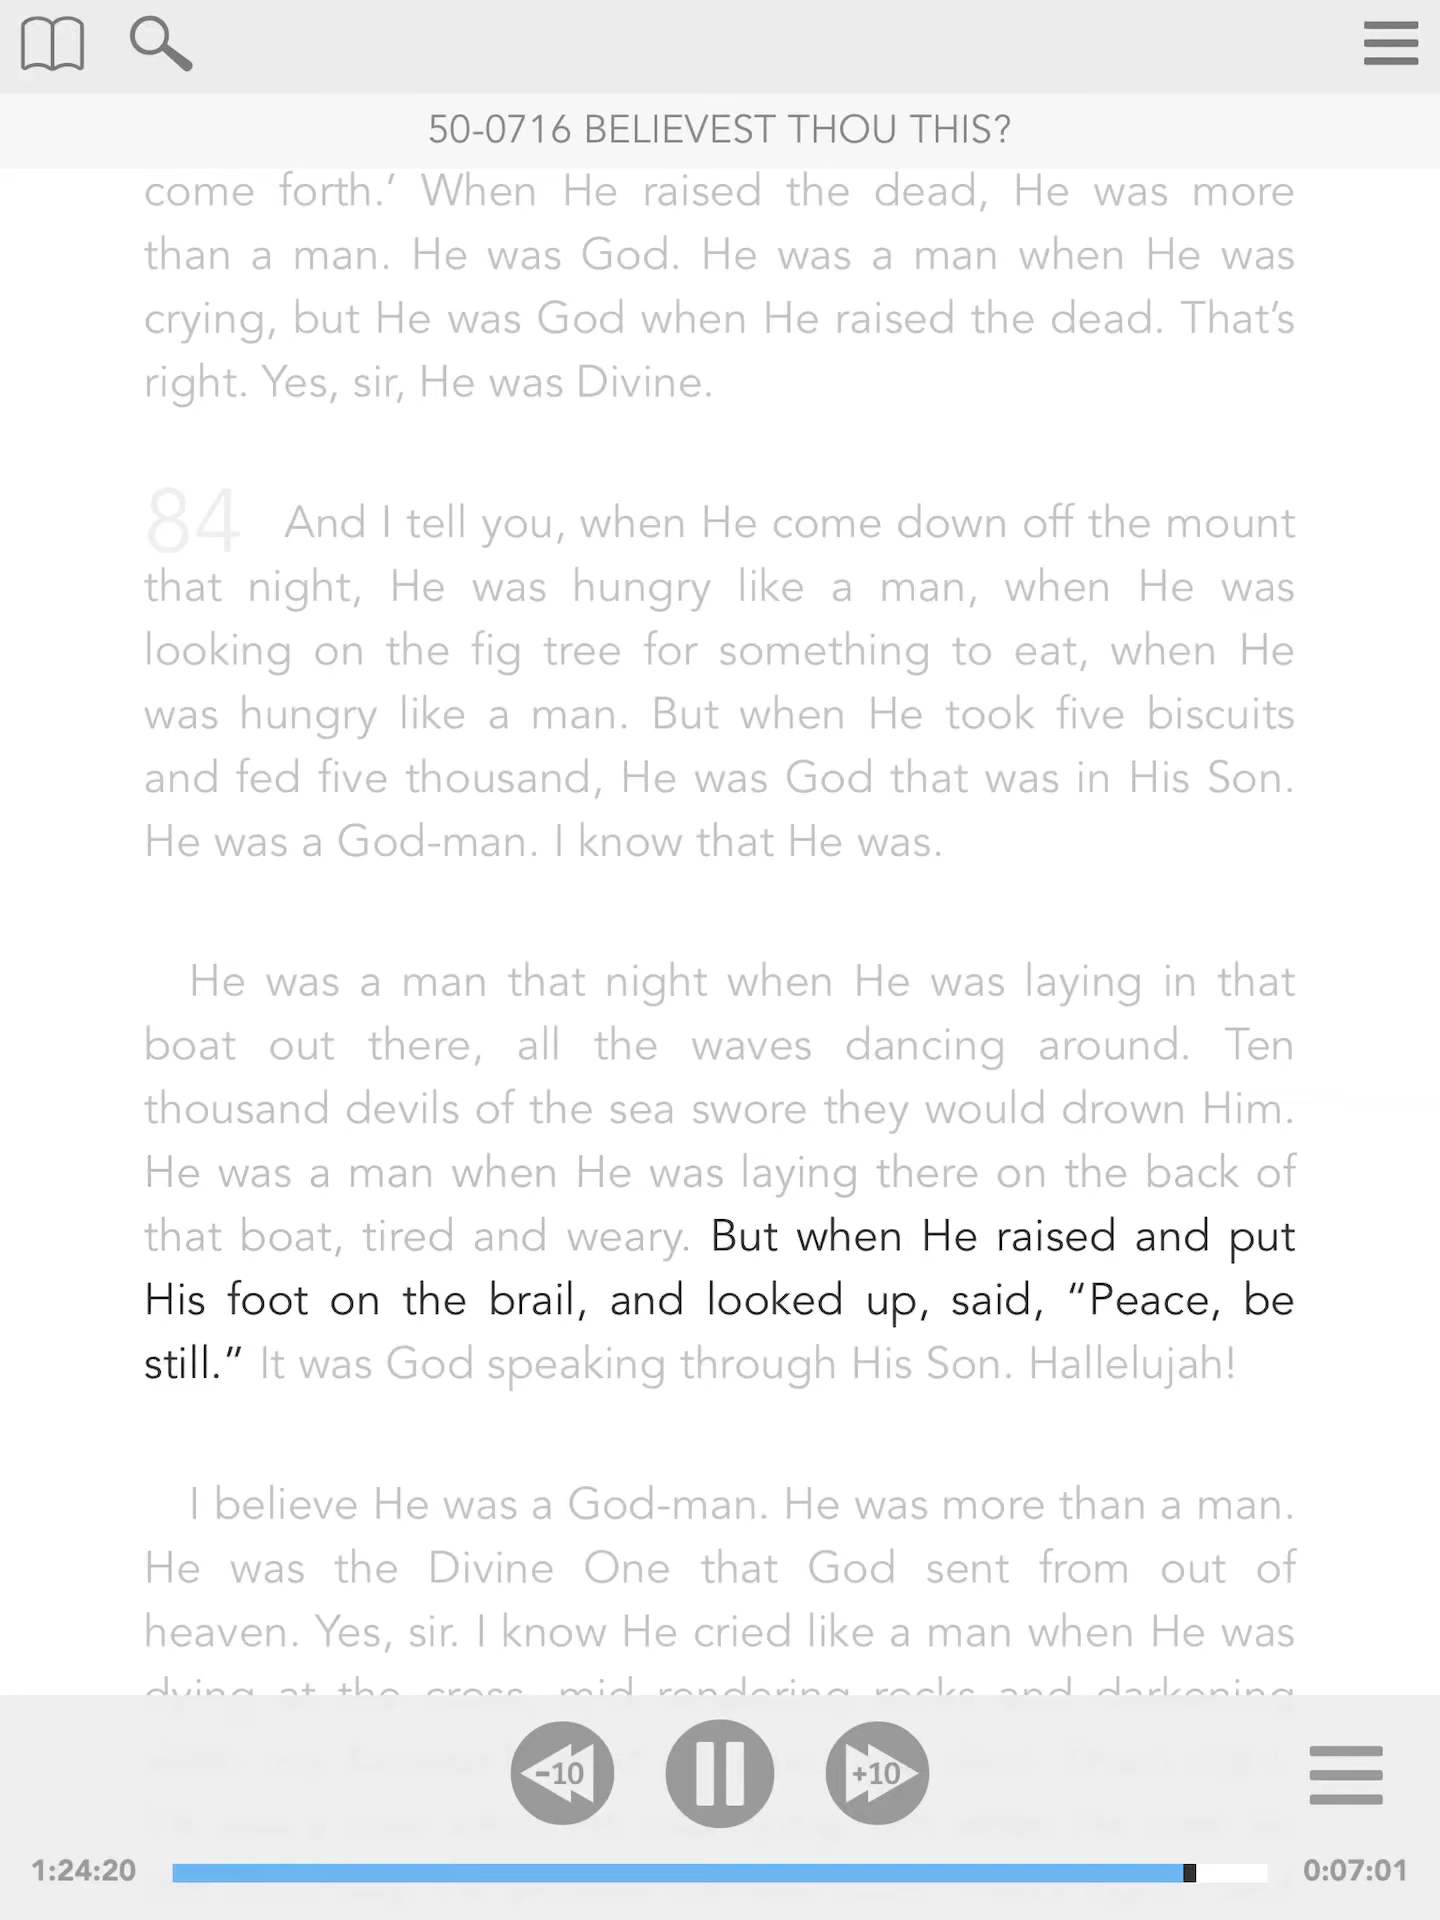 50-0716 BELIEVEST THOU THIS?
come forth.’ When He raised the dead, He was more
than a man. He was God. He was a man when He was
crying, but He was God when He raised the dead. That’s
right. Yes, sir, He was Divine.
84 And I tell you, when He come down off the mount
that night, He was hungry like a man, when He was
looking on the fig tree for something to eat, when He
was hungry like a man. But when He took five biscuits
and fed five thousand, He was God that was in His Son.
He was a God-man. I know that He was.
He was a man that night when He was laying in that
boat out there, all the waves dancing around. Ten
thousand devils of the sea swore they would drown Him.
He was a man when He was laying there on the back of
that boat, tired and weary. But when He raised and put
His foot on the brail, and looked up, said, “Peace, be
still.” It was God speaking through His Son. Hallelujah!
I believe He was a God-man. He was more than a man.
He was the Divine One that God sent from out of
heaven. Yes, sir. I know He cried like a man when He was
dying at the cross, mid rendering rocks and darkening
-10 +10
1:24:20 0:07:01